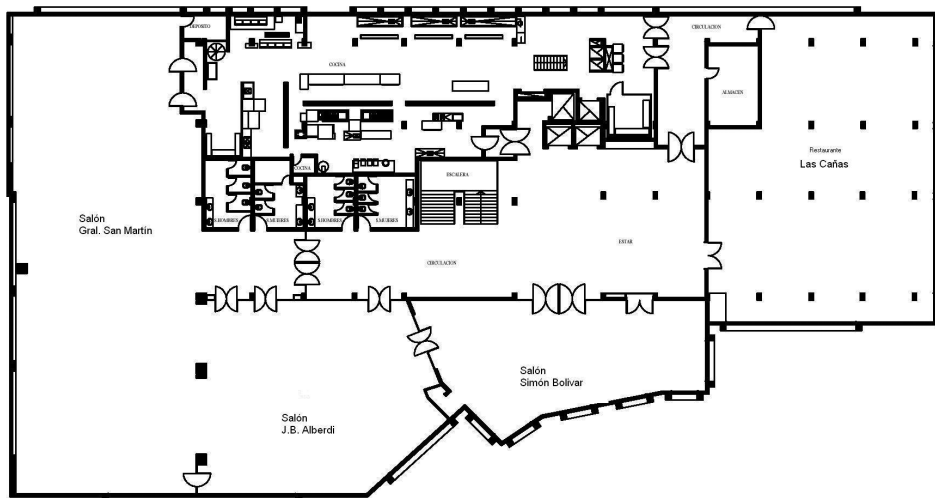 DEPOSITO
CIRCULACION
COCINA
ALMACEN
Restaurante
Las Cañas
COCINA
ESCALERA
Salón
Gral. San Martín
S.HOMBRES
S.MUJERES
S.HOMBRES
S.MUJERES
ESTAR
CIRCULACION
Salón
Simón Bolivar
Salón
J.B. Alberdi